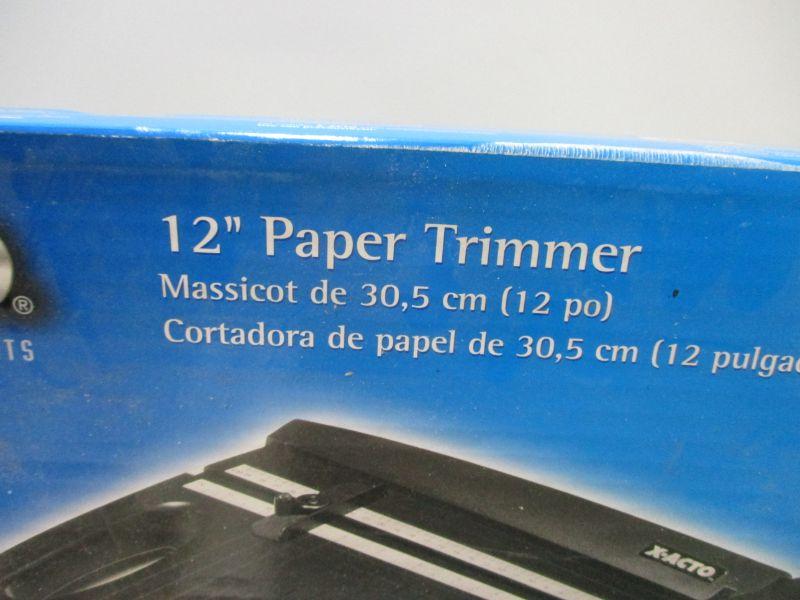 12" Paper Trimmer
Massicot de 30,5 cm (12 po)
Cortadora de papel de 30,5 cm (12
®
X-ACTO